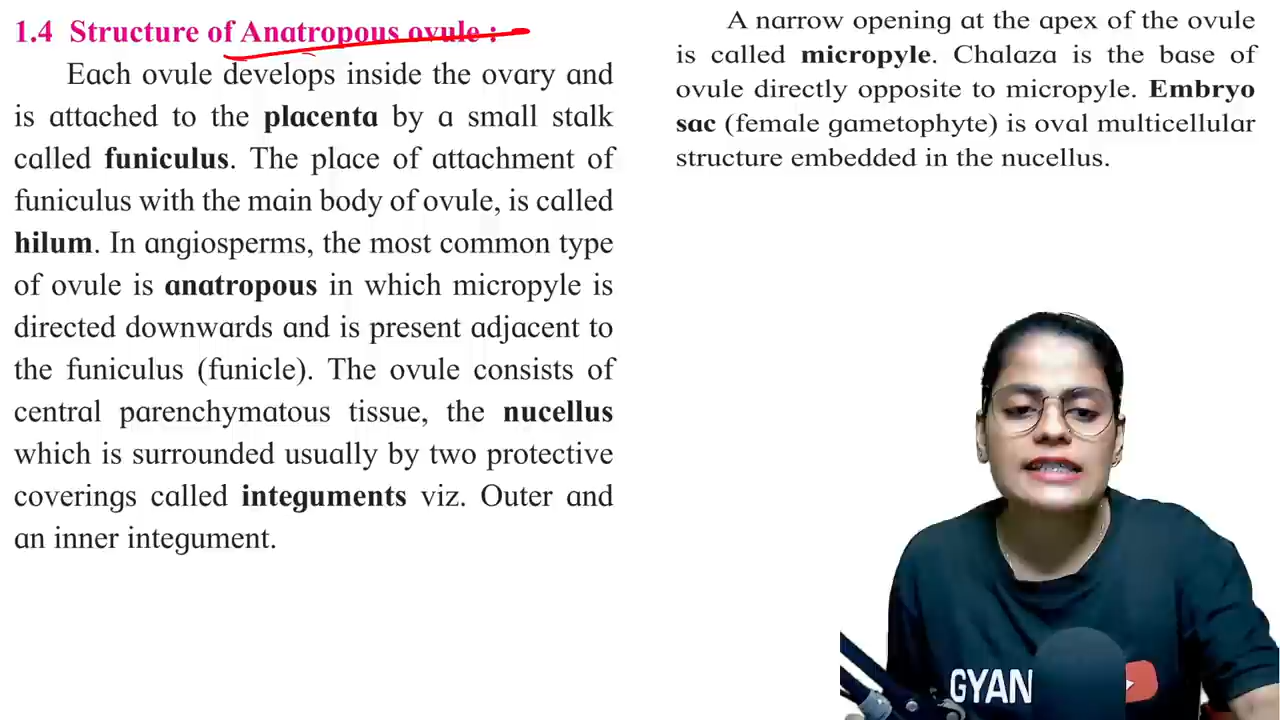 1.4 Structure of Anatropous ovule :
Each ovule develops inside the ovary and
is attached to the placenta by a small stalk
called funiculus. The place of attachment of
funiculus with the main body of ovule, is called
hilum. In angiosperms, the most common type
of ovule is anatropous in which micropyle is
directed downwards and is present adjacent to
the funiculus (funicle). The ovule consists of
central parenchymatous tissue, the nucellus
which is surrounded usually by two protective
coverings called integuments viz. Outer and
an inner integument.
A narrow opening at the apex of the ovule
is called micropyle. Chalaza is the base of
ovule directly opposite to micropyle. Embryo
sac (female gametophyte) is oval multicellular
structure embedded in the nucellus.
GYAN